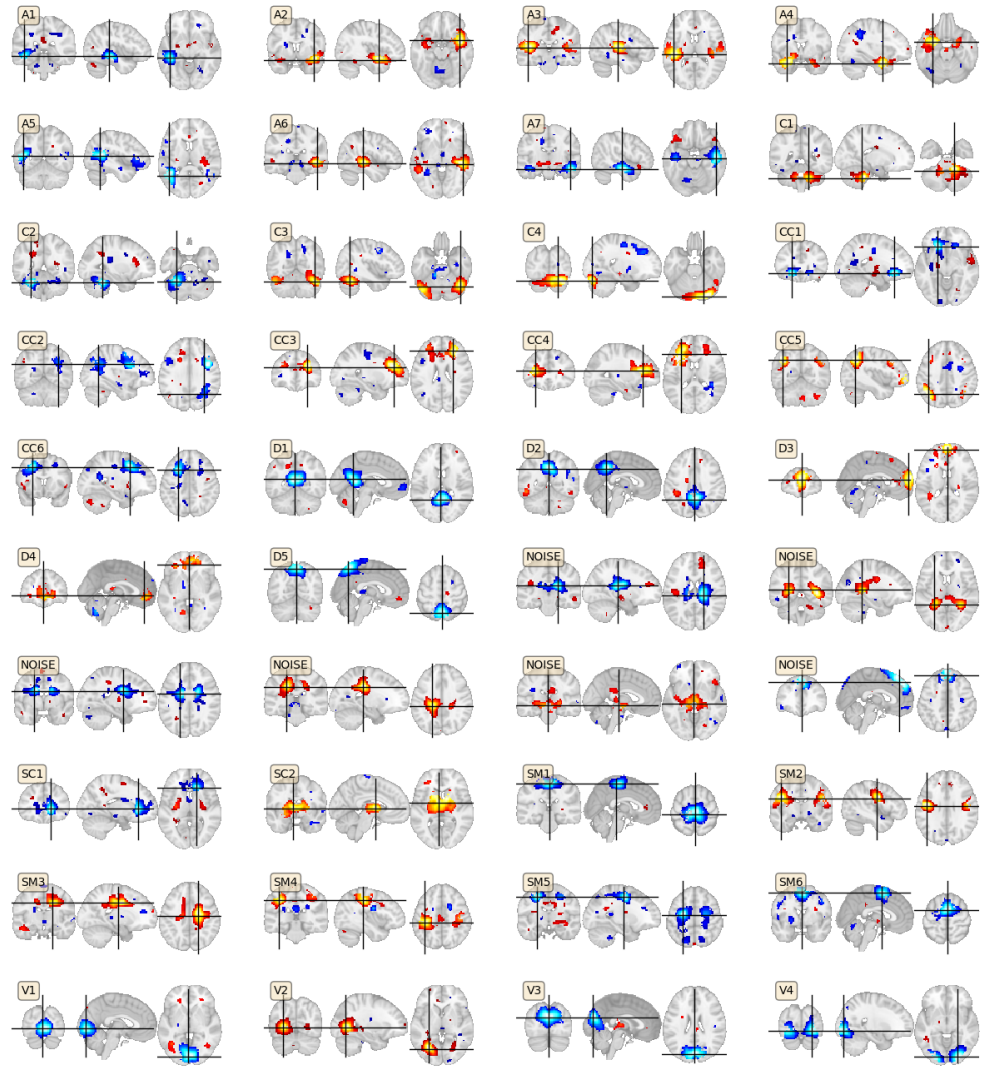 A1 A2 A3 A4
A5 A6 A7 C1
C2 C3 C4 CC1
CC2 CC3 CC4 CC5
CC6 D1 D2 D3
D4 D5 NOISE NOISE
NOISE NOISE NOISE NOISE
SC1 SC2 SM1 SM2
SM3 SM4 SM5 SM6
V1 V2 V3 V4